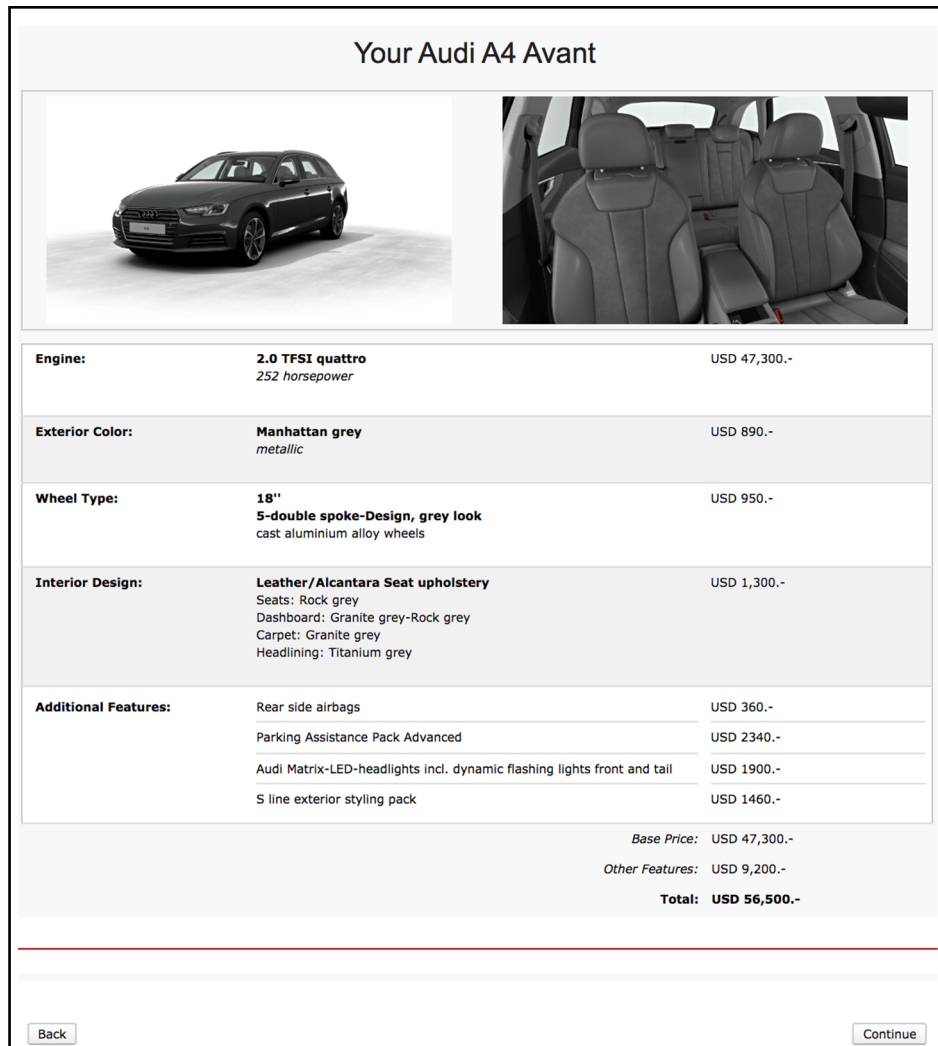 Your Audi A4 Avant
A4
Engine: 2.0 TFSI quattro USD 47,300.-
252 horsepower
Exterior Color: Manhattan grey USD 890.-
metallic
Wheel Type: 18'' USD 950.-
5-double spoke-Design, grey look
cast aluminium alloy wheels
Interior Design: Leather/Alcantara Seat upholstery USD 1,300.-
Seats: Rock grey
Dashboard: Granite grey-Rock grey
Carpet: Granite grey
Headlining: Titanium grey
Additional Features: Rear side airbags USD 360.-
Parking Assistance Pack Advanced USD 2340.-
Audi Matrix-LED-headlights incl. dynamic flashing lights front and tail USD 1900.-
S line exterior styling pack USD 1460.-
Base Price: USD 47,300.-
Other Features: USD 9,200.-
Total: USD 56,500.-
Back Continue